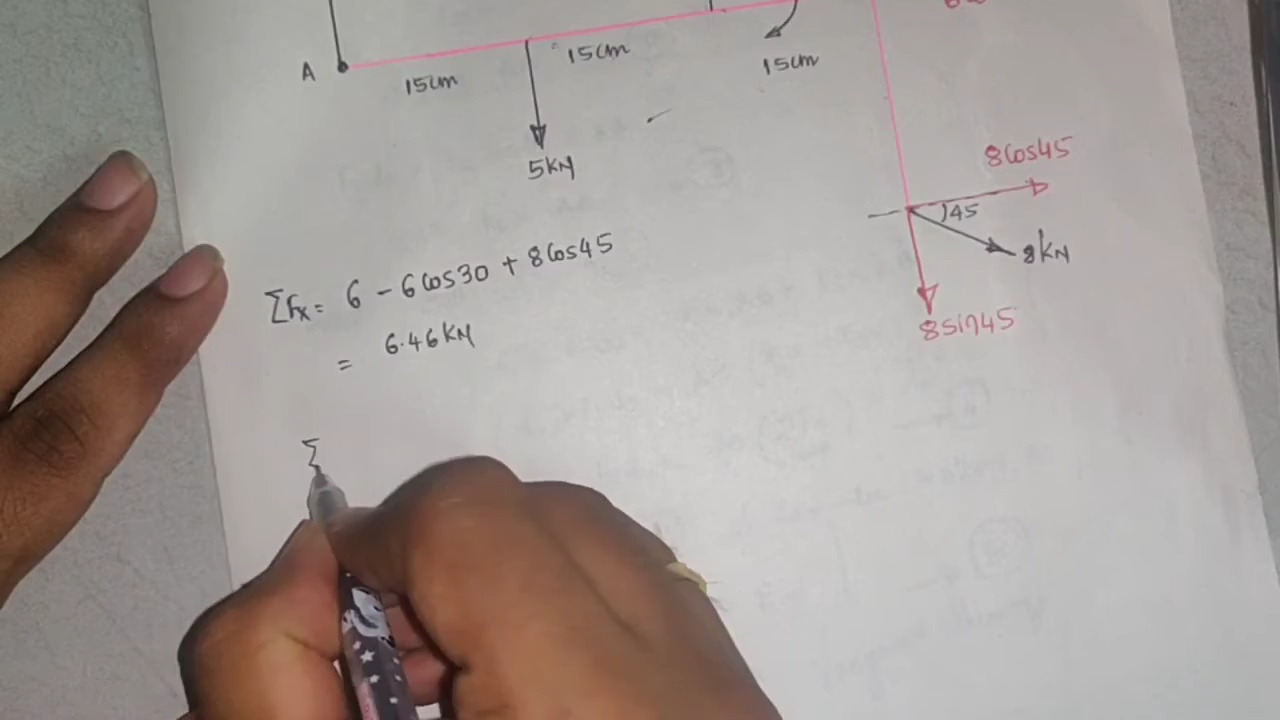 A
15cm
15cm
15cm
5KN
8Cos45
45
8KN
8sin45
ΣFx = 6 - 6Cos30 + 8Cos45
= 6.46KN
Σ